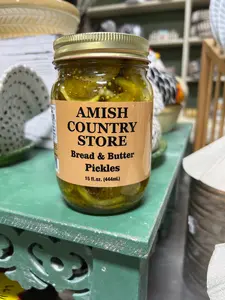 AMISH
COUNTRY
STORE
Bread & Butter
Pickles
15 fl.oz. (444mL)